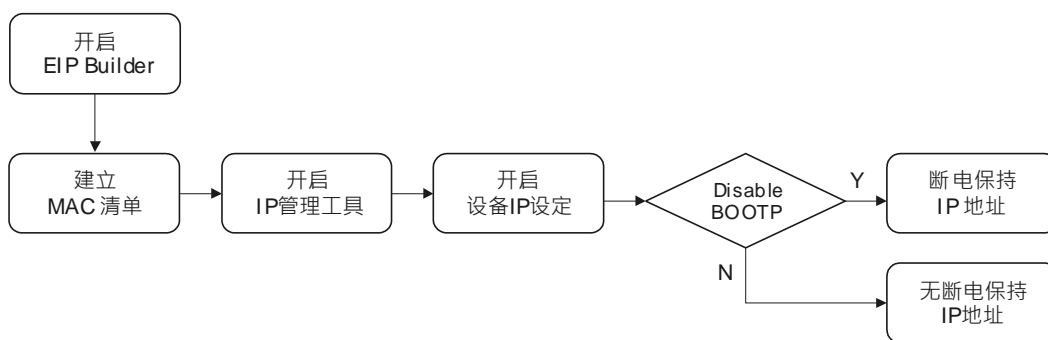 开启
EIP Builder
建立
MAC 清单
开启
IP管理工具
开启
设备IP设定
Disable
BOOTP
Y
断电保持
IP 地址
N
无断电保持
IP地址